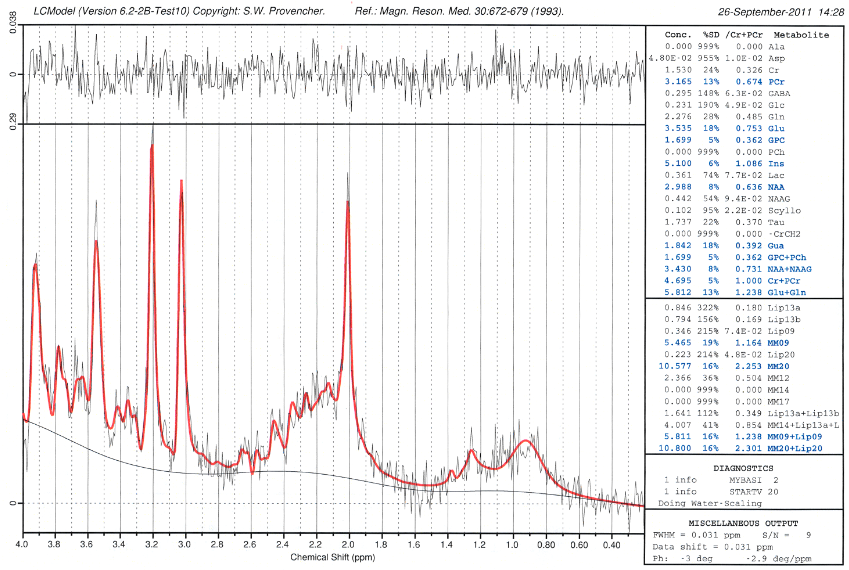 LCModel (Version 6.2-2B-Test10) Copyright: S.W. Provencher. Ref.: Magn. Reson. Med. 30:672-679 (1993). 26-September-2011 14:28
0.038
0
0.29
0
4.0 3.8 3.6 3.4 3.2 3.0 2.8 2.6 2.4 2.2 2.0 1.8 1.6 1.4 1.2 1.0 0.80 0.60 0.40
Chemical Shift (ppm)
Conc. %SD /Cr+PCr Metabolite
0.000 999% 0.000 Ala
4.80E-02 955% 1.0E-02 Asp
1.530 24% 0.326 Cr
3.165 13% 0.674 PCr
0.295 148% 6.3E-02 GABA
0.231 190% 4.9E-02 Glc
2.276 28% 0.485 Gln
3.535 18% 0.753 Glu
1.699 5% 0.362 GPC
0.000 999% 0.000 PCh
5.100 6% 1.086 Ins
0.361 74% 7.7E-02 Lac
2.988 8% 0.636 NAA
0.442 54% 9.4E-02 NAAG
0.102 95% 2.2E-02 Scyllo
1.737 22% 0.370 Tau
0.000 999% 0.000 -CrCH2
1.842 18% 0.392 Gua
1.699 5% 0.362 GPC+PCh
3.430 8% 0.731 NAA+NAAG
4.695 5% 1.000 Cr+PCr
5.812 13% 1.238 Glu+Gln
0.846 322% 0.180 Lip13a
0.794 156% 0.169 Lip13b
0.346 215% 7.4E-02 Lip09
5.465 19% 1.164 MM09
0.223 214% 4.8E-02 Lip20
10.577 16% 2.253 MM20
2.366 36% 0.504 MM12
0.000 999% 0.000 MM14
0.000 999% 0.000 MM17
1.641 112% 0.349 Lip13a+Lip13b
4.007 41% 0.854 MM14+Lip13a+L
5.811 16% 1.238 MM09+Lip09
10.800 16% 2.301 MM20+Lip20
DIAGNOSTICS
1 info MYBASI 2
1 info STARTV 20
Doing Water-Scaling
MISCELLANEOUS OUTPUT
FWHM = 0.031 ppm S/N = 9
Data shift = 0.031 ppm
Ph: -3 deg -2.9 deg/ppm